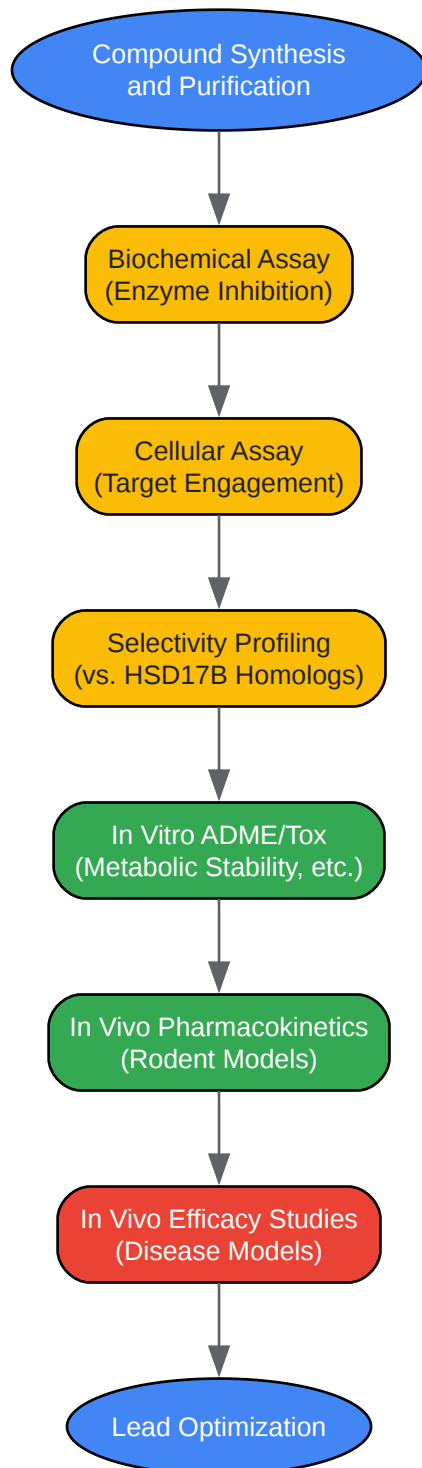 Compound Synthesis
and Purification
Biochemical Assay
(Enzyme Inhibition)
Cellular Assay
(Target Engagement)
Selectivity Profiling
(vs. HSD17B Homologs)
In Vitro ADME/Tox
(Metabolic Stability, etc.)
In Vivo Pharmacokinetics
(Rodent Models)
In Vivo Efficacy Studies
(Disease Models)
Lead Optimization